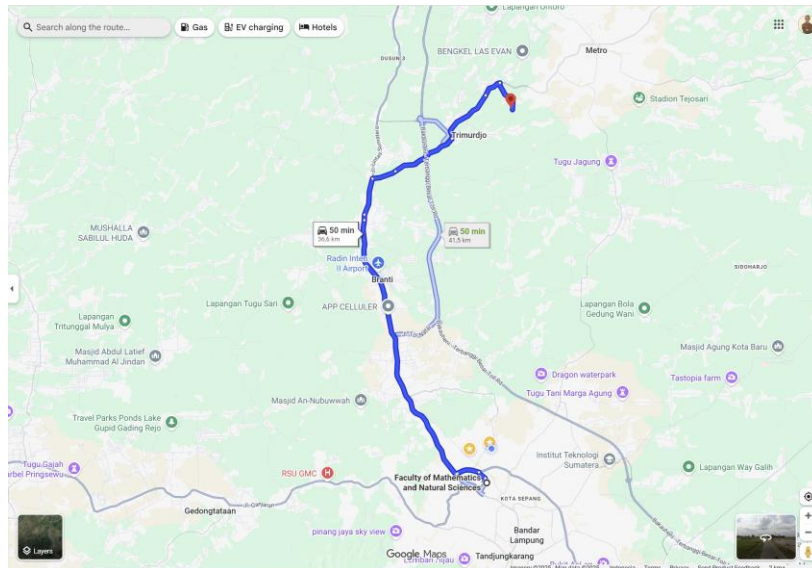 Search along the route...
Gas
EV charging
Hotels
Lapangan Untoro
BENGKEL LAS EVAN
Metro
DUSUN 3
Stadion Tejosari
Trimurdjo
Tugu Jagung
MUSHALLA
SABILUL HUDA
50 min
36,6 km
50 min
41,5 km
Radin Inten
II Airport
Branti
SIDOHARJO
Lapangan Tugu Sari
APP CELLULER
Lapangan Bola
Gedung Wani
Lapangan
Tritunggal Mulya
Masjid Abdul Latief
Muhammad Al Jindan
Masjid Agung Kota Baru
Dragon waterpark
Tastopia farm
Tugu Tani Marga Agung
Masjid An-Nubuwwah
Travel Parks Ponds Lake
Gupid Gading Rejo
Institut Teknologi
Sumatera
Tugu Gajah
RSU GMC
Lapangan Way Galih
Faculty of Mathematics
and Natural Sciences
KOTA SEPANG
Gedongtataan
Bandar
Lampung
pinang jaya sky view
Layers
Google Maps
Tandjungkarang